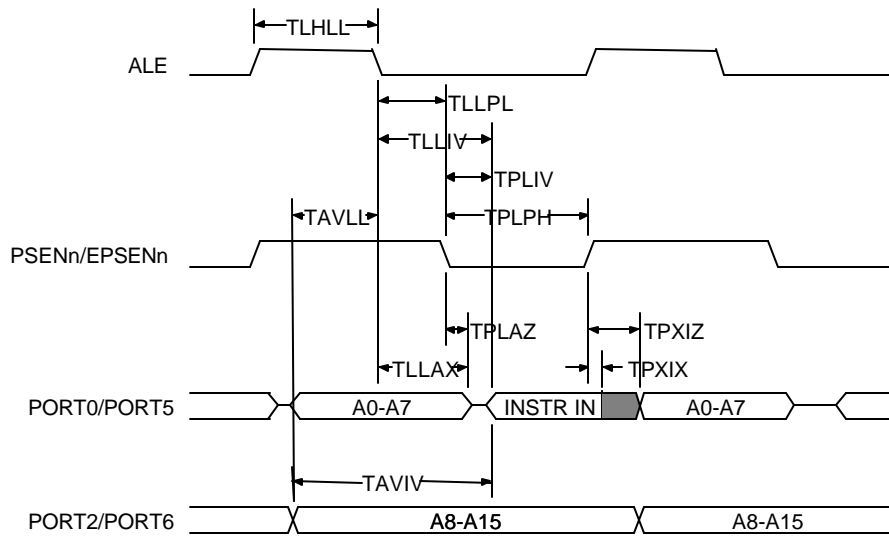 TLHLL
ALE
TLLPL
TLLIV
TPLIV
TAVLL
TPLPH
PSENn/EPSENn
TPLAZ
TPXIZ
TLLAX
TPXIX
PORT0/PORT5
A0-A7
INSTR IN
A0-A7
TAVIV
PORT2/PORT6
A8-A15
A8-A15